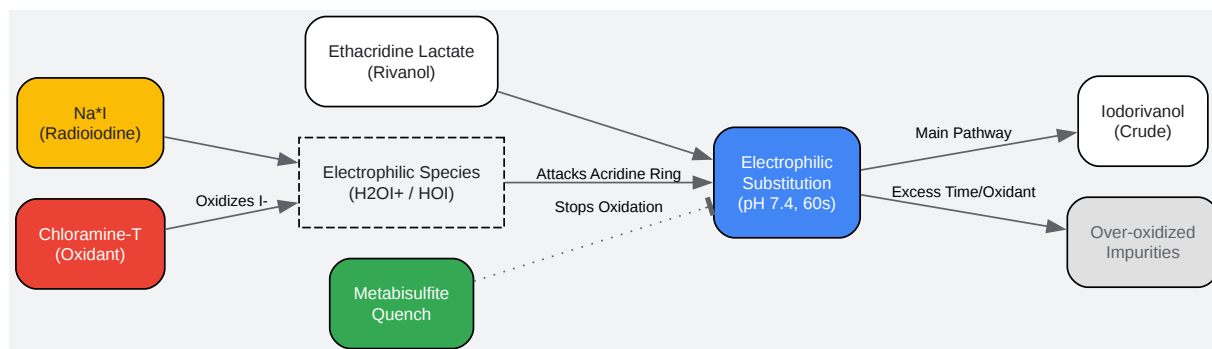 Ethacridine Lactate
(Rivanol)
Na*I
(Radioiodine)
Iodorivanol
(Crude)
Main Pathway
Electrophilic Species
(H2OI+ / HOI)
Attacks Acridine Ring
Electrophilic
Substitution
(pH 7.4, 60s)
Oxidizes I-
Excess Time/Oxidant
Stops Oxidation
Chloramine-T
(Oxidant)
Over-oxidized
Impurities
Metabisulfite
Quench